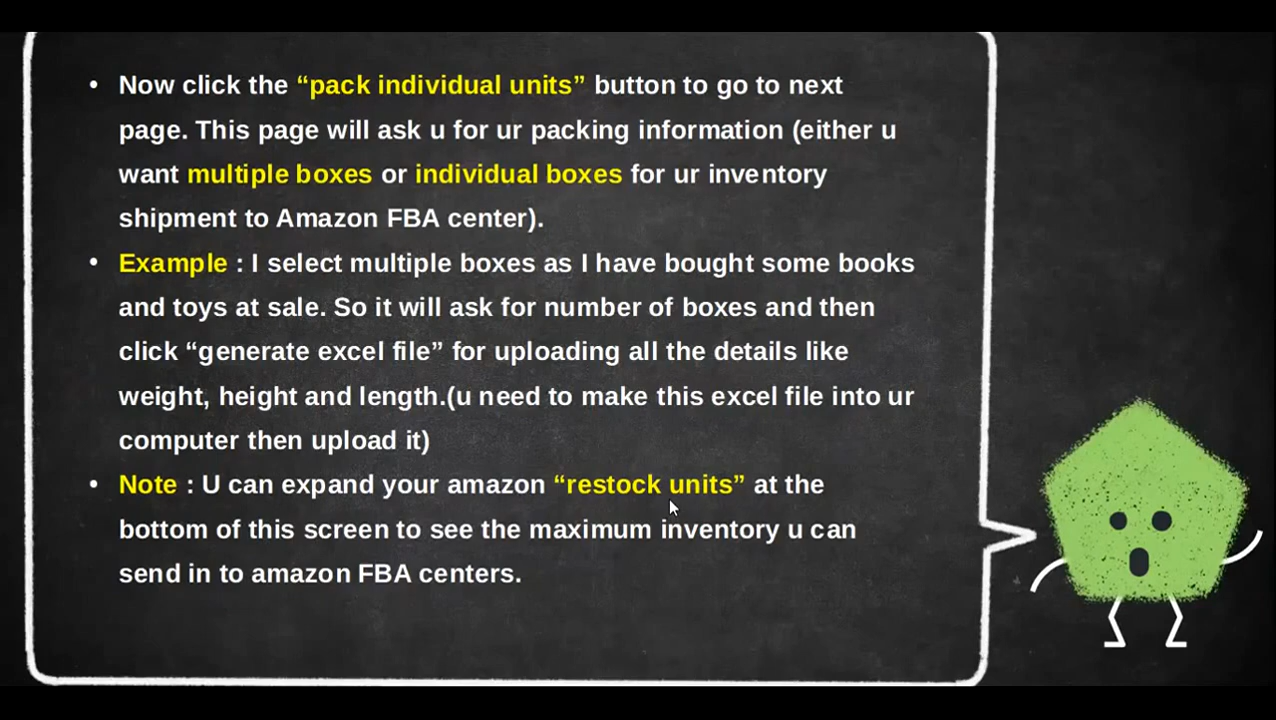 • Now click the “pack individual units” button to go to next
page. This page will ask u for ur packing information (either u
want multiple boxes or individual boxes for ur inventory
shipment to Amazon FBA center).
• Example : I select multiple boxes as I have bought some books
and toys at sale. So it will ask for number of boxes and then
click “generate excel file” for uploading all the details like
weight, height and length.(u need to make this excel file into ur
computer then upload it)
• Note : U can expand your amazon “restock units” at the
bottom of this screen to see the maximum inventory u can
send in to amazon FBA centers.